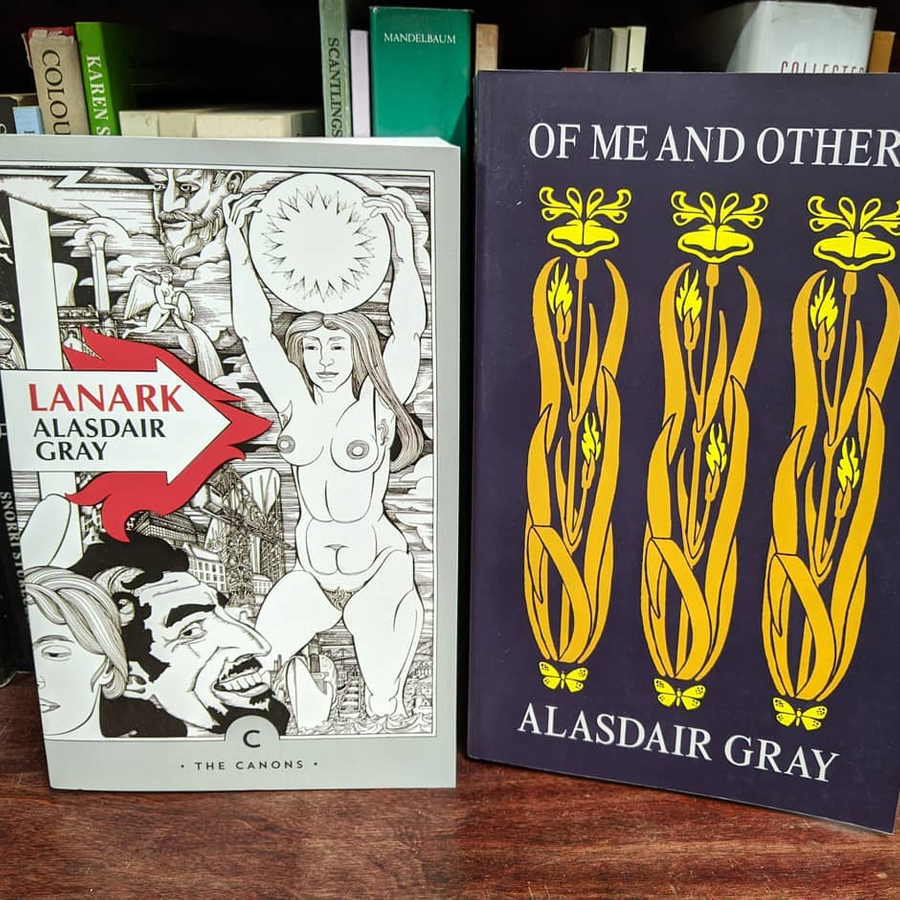 COLOU
KAREN S
SCANTLINGS
MANDELBAUM
LANARK
ALASDAIR
GRAY
C
• THE CANONS •
OF ME AND OTHER
ALASDAIR GRAY